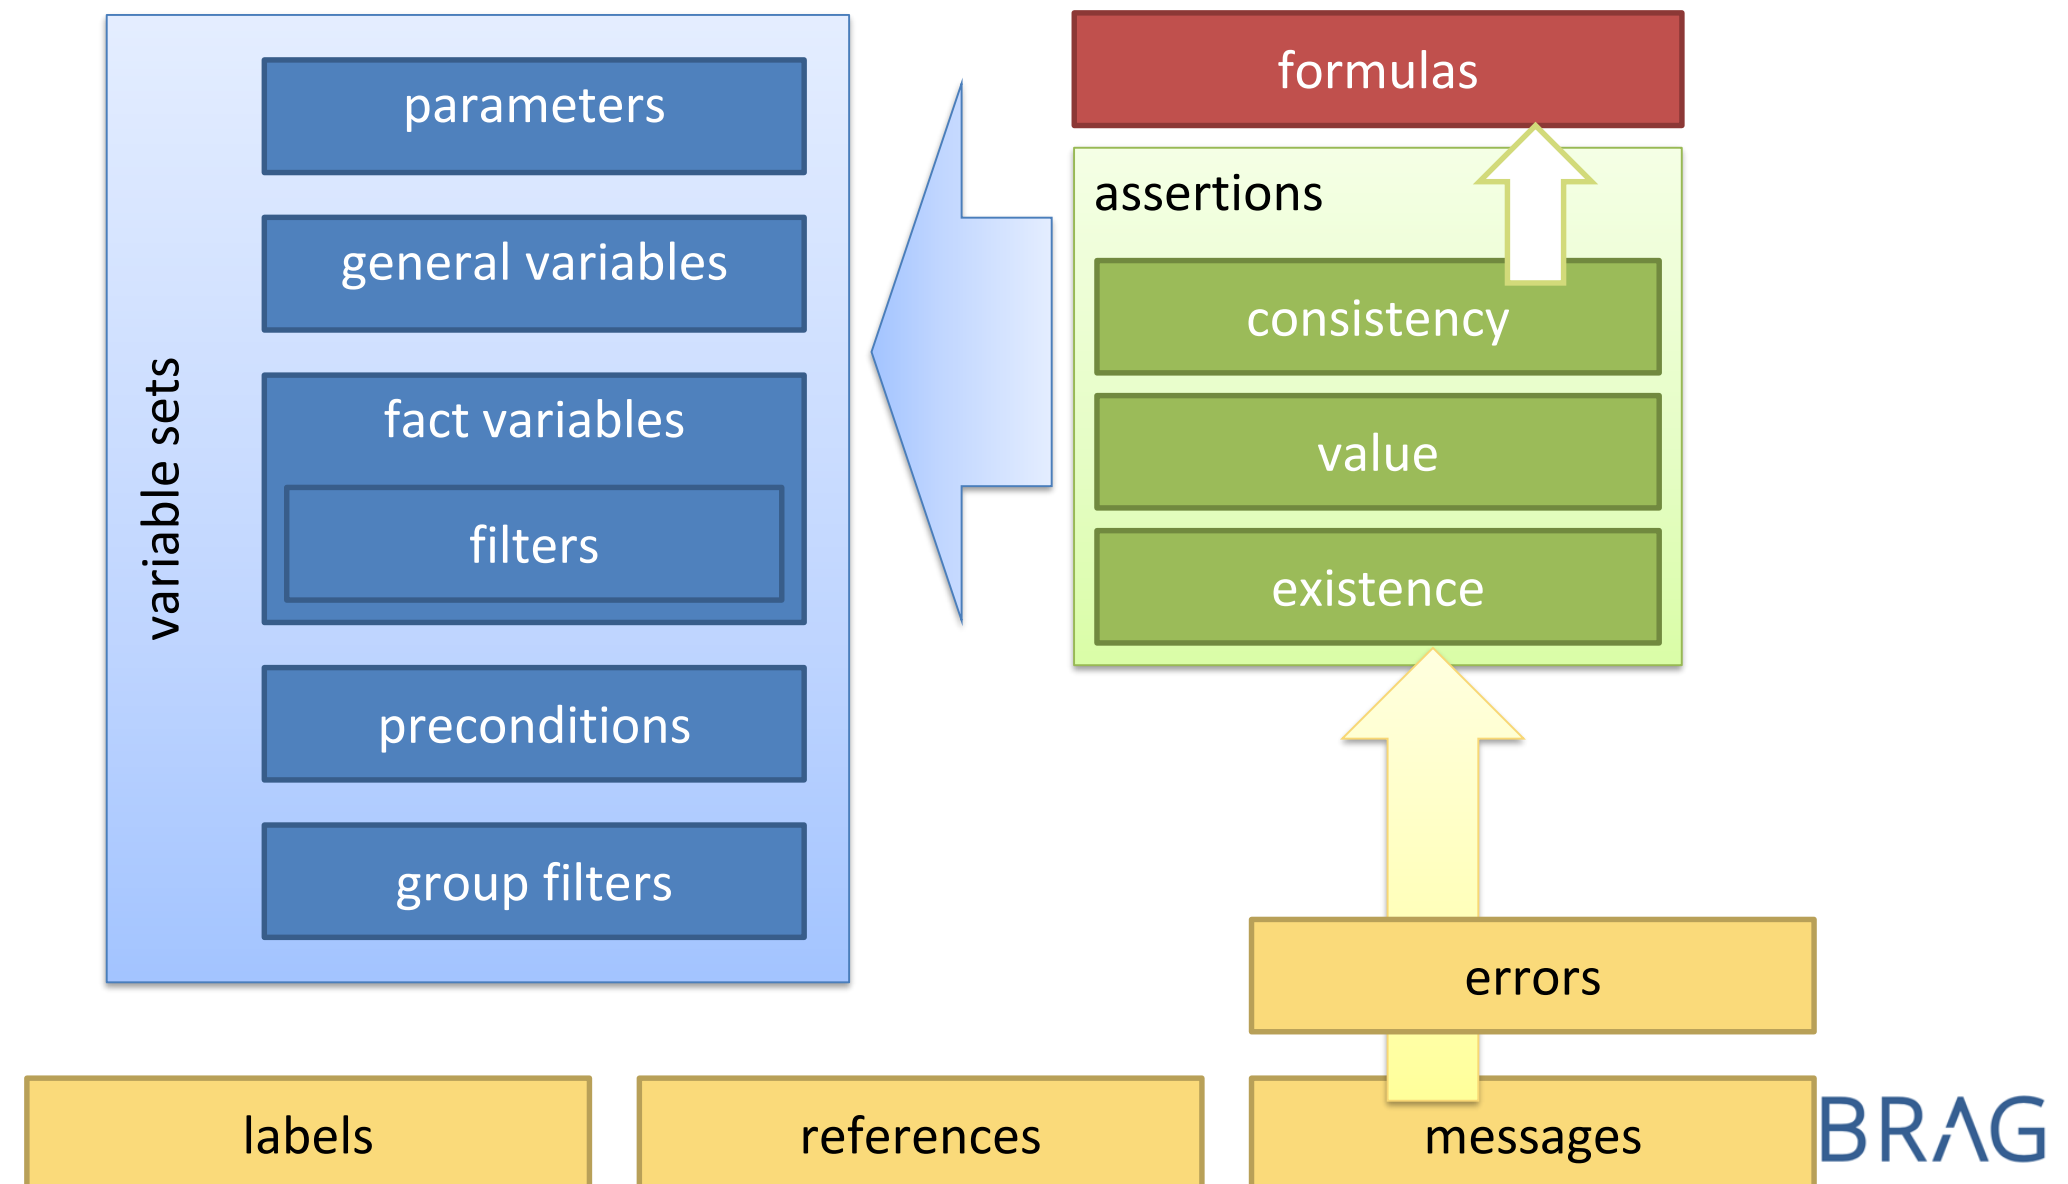 variable sets
parameters
general variables
fact variables
filters
preconditions
group filters
formulas
assertions
consistency
value
existence
errors
labels
references
messages
BRAG